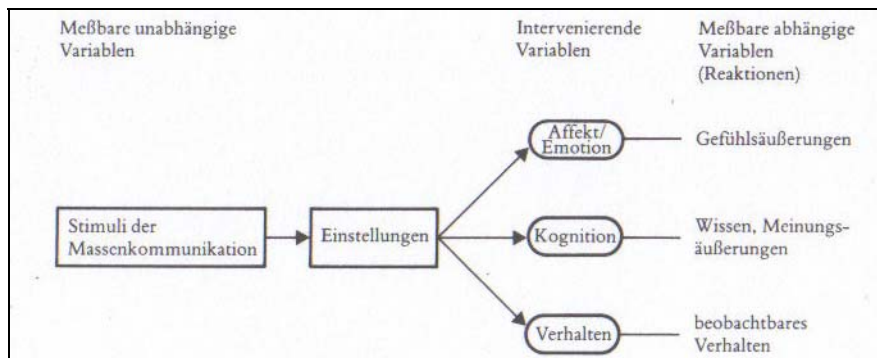 Meßbare unabhängige
Variablen
Intervenierende
Variablen
Meßbare abhängige
Variablen
(Reaktionen)
Affekt/
Emotion
Gefühlsäußerungen
Stimuli der
Massenkommunikation
Einstellungen
Kognition
Wissen, Meinungs-
äußerungen
Verhalten
beobachtbares
Verhalten